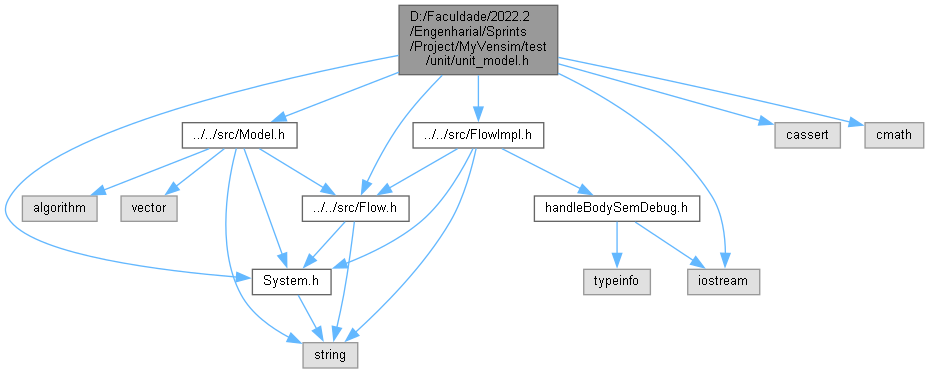 D:/Faculdade/2022.2
/Engenharial/Sprints
/Project/MyVensim/test
/unit/unit_model.h
../../src/Model.h
../../src/FlowImpl.h
cassert
cmath
algorithm
vector
../../src/Flow.h
handleBodySemDebug.h
System.h
typeinfo
iostream
string